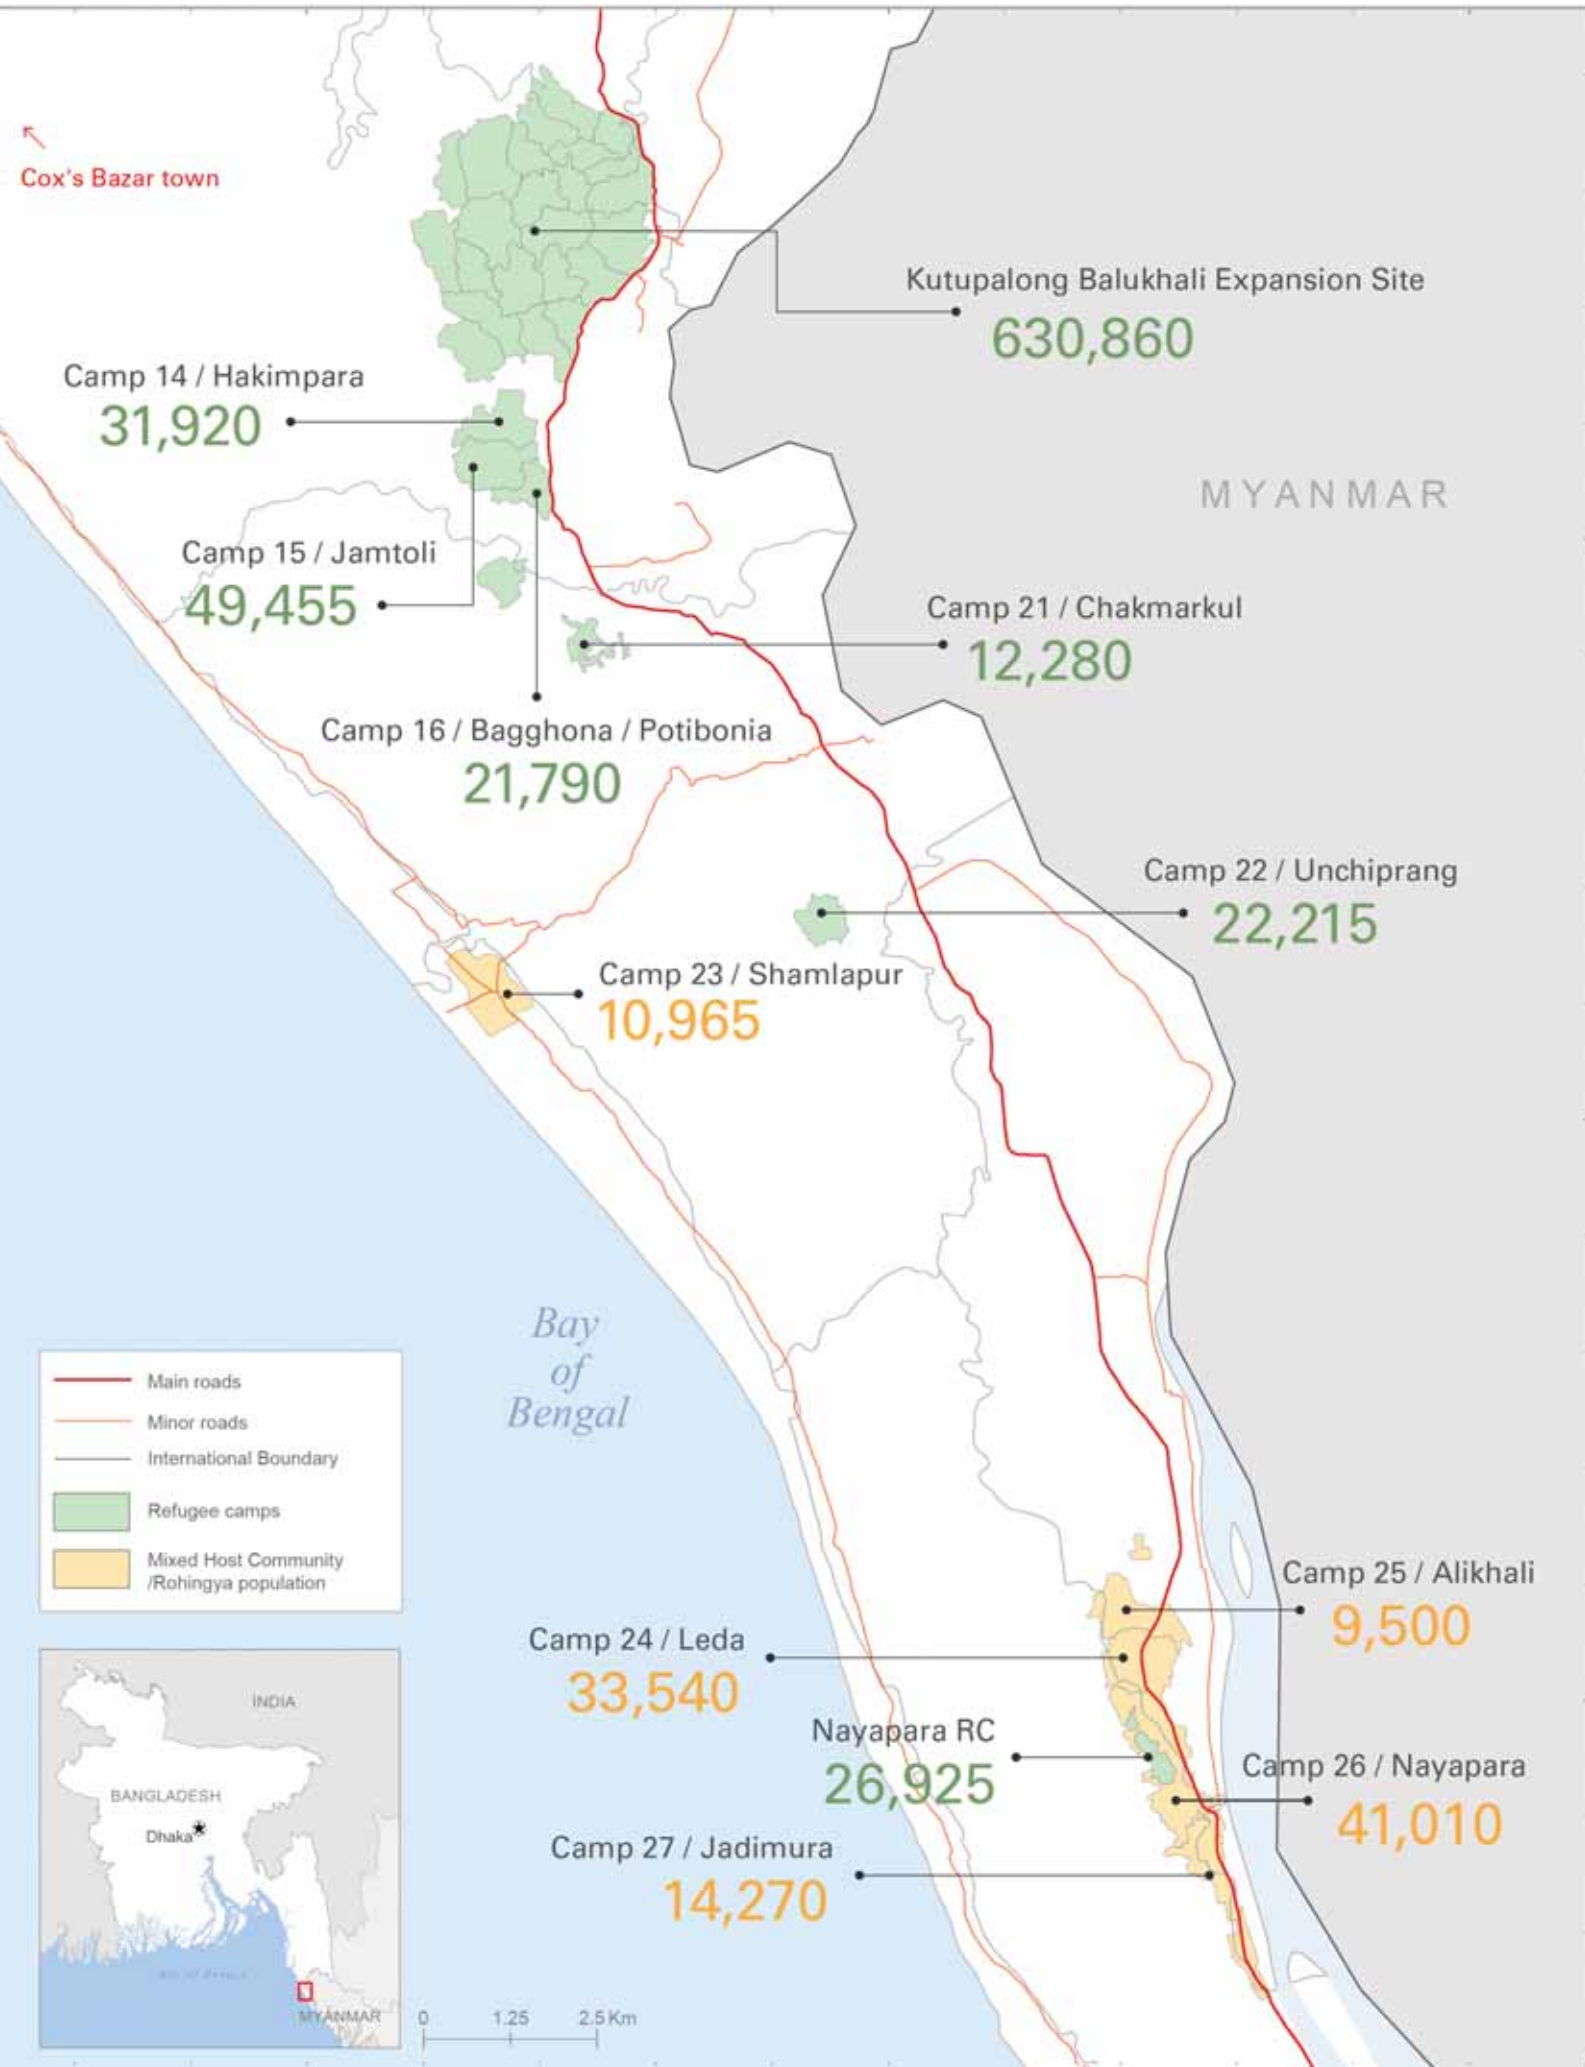 Cox's Bazar town
Kutupalong Balukhali Expansion Site
630,860
Camp 14 / Hakimpara
31,920
MYANMAR
Camp 15 / Jamtoli
49,455
Camp 21 / Chakmarkul
12,280
Camp 16 / Bagghona / Potibonia
21,790
Camp 22 / Unchiprang
22,215
Camp 23 / Shamlapur
10,965
Bay
of
Bengal
Main roads
Minor roads
International Boundary
Refugee camps
Mixed Host Community
/Rohingya population
Camp 25 / Alikhali
9,500
Camp 24 / Leda
33,540
Nayapara RC
26,925
Camp 26 / Nayapara
41,010
Camp 27 / Jadimura
14,270
INDIA
BANGLADESH
Dhaka
MYANMAR
0 1.25 2.5 Km